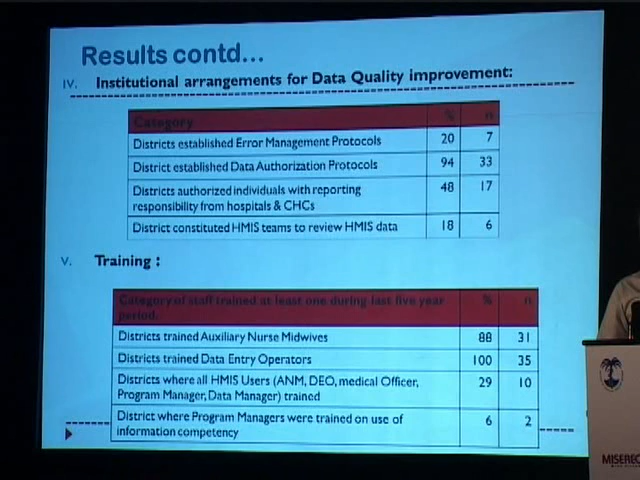 Results contd...
IV. Institutional arrangements for Data Quality improvement:
Category % n
Districts established Error Management Protocols 20 7
District established Data Authorization Protocols 94 33
Districts authorized individuals with reporting 48 17
responsibility from hospitals & CHCs
District constituted HMIS teams to review HMIS data 18 6
V. Training :
Category of staff trained at least one during last five year % n
period.
Districts trained Auxiliary Nurse Midwives 88 31
Districts trained Data Entry Operators 100 35
Districts where all HMIS Users (ANM, DEO, medical Officer, 29 10
Program Manager, Data Manager) trained
District where Program Managers were trained on use of 6 2
information competency